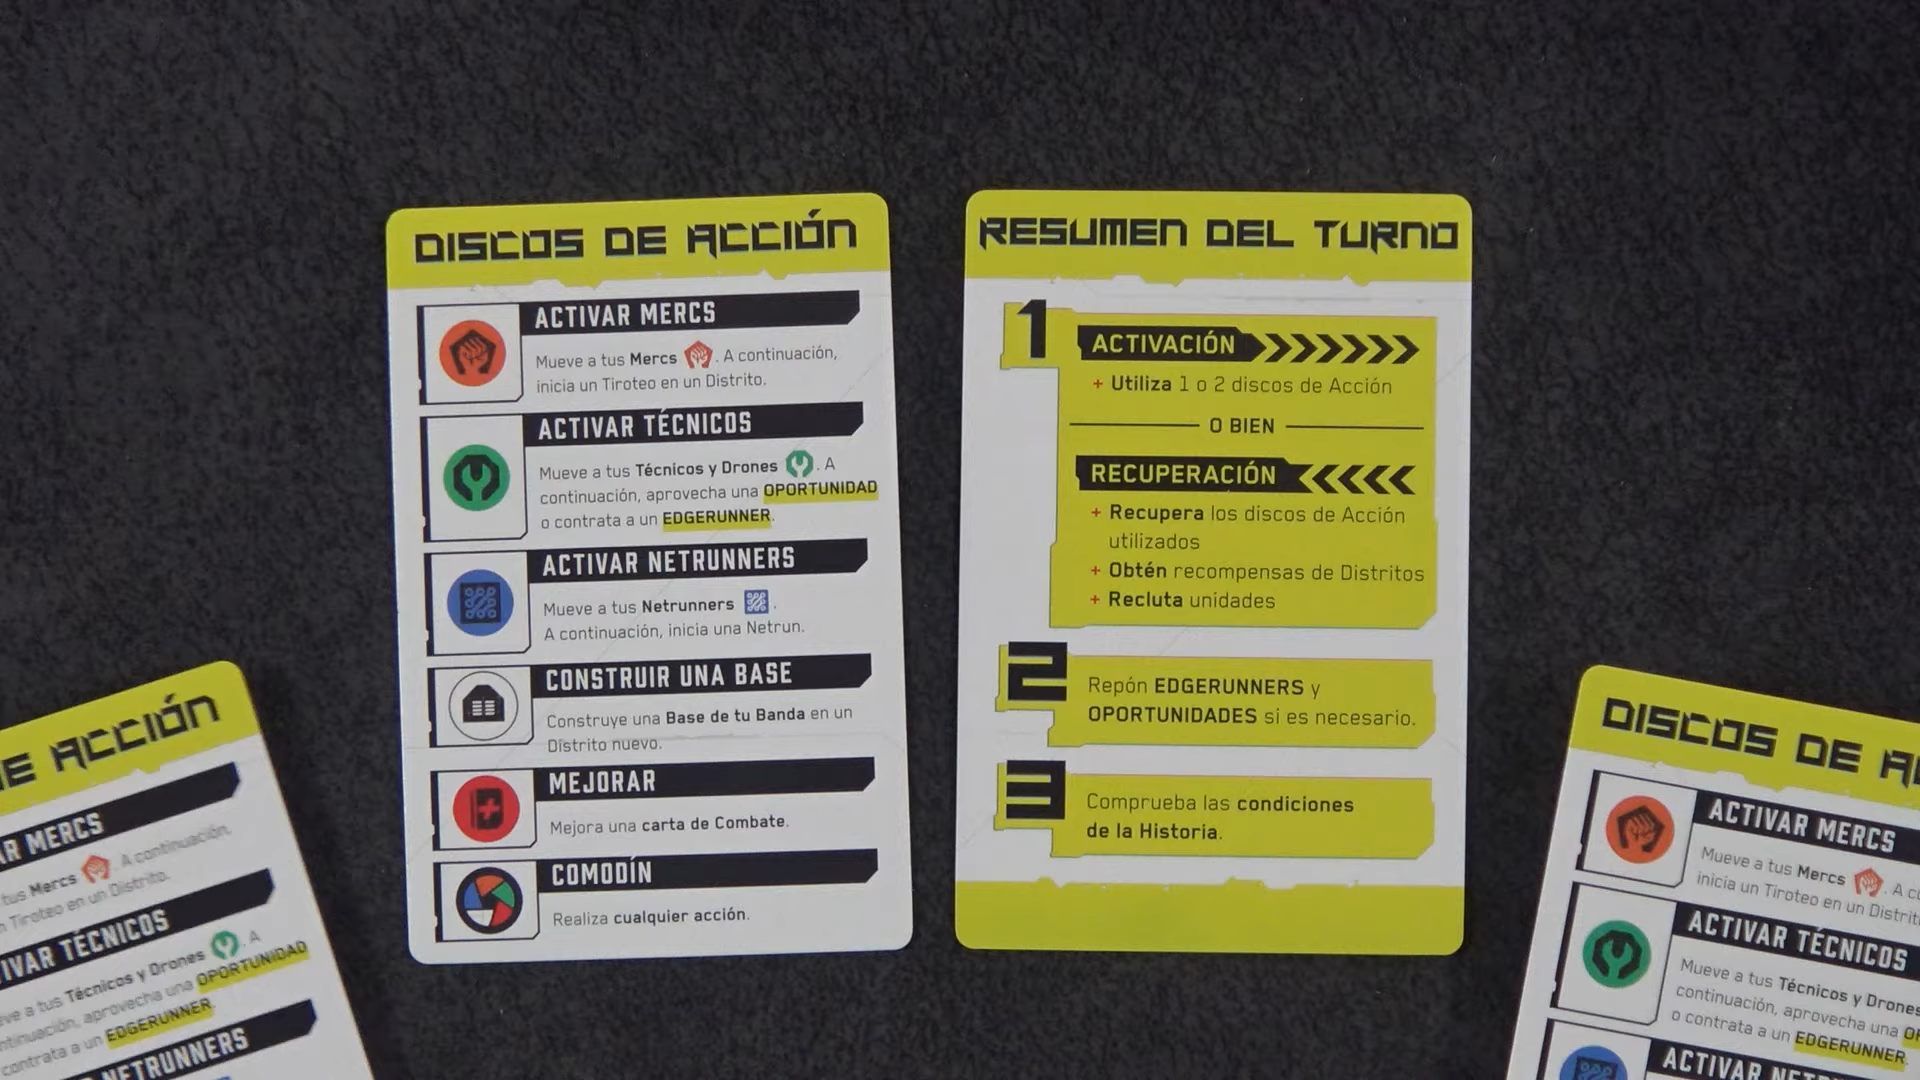 DISCOS DE ACCIÓN
ACTIVAR MERCS
Mueve a tus Mercs . A continuación,
inicia un Tiroteo en un Distrito.
ACTIVAR TÉCNICOS
Mueve a tus Técnicos y Drones . A
continuación, aprovecha una OPORTUNIDAD
o contrata a un EDGERUNNER.
ACTIVAR NETRUNNERS
Mueve a tus Netrunners .
A continuación, inicia una Netrun.
CONSTRUIR UNA BASE
Construye una Base de tu Banda en un
Distrito nuevo.
MEJORAR
Mejora una carta de Combate.
COMODÍN
Realiza cualquier acción.
RESUMEN DEL TURNO
1
ACTIVACIÓN
+ Utiliza 1 o 2 discos de Acción
O BIEN
RECUPERACIÓN
+ Recupera los discos de Acción
utilizados
+ Obtén recompensas de Distritos
+ Recluta unidades
2
Repón EDGERUNNERS y
OPORTUNIDADES si es necesario.
3
Comprueba las condiciones
de la Historia.
ACCIÓN
MERCS
tus Mercs . A continuación,
un Tiroteo en un Distrito.
TÉCNICOS
a tus Técnicos y Drones . A
aprovecha una OPORTUNIDAD
contrata a un EDGERUNNER.
NETRUNNERS
DISCOS DE
ACTIVAR MERCS
Mueve a tus Mercs . A
inicia un Tiroteo en un
ACTIVAR TÉCNICOS
Mueve a tus Técnicos y Drones
continuación, aprovecha una
o contrata a un EDGERUNNER.
ACTIVAR